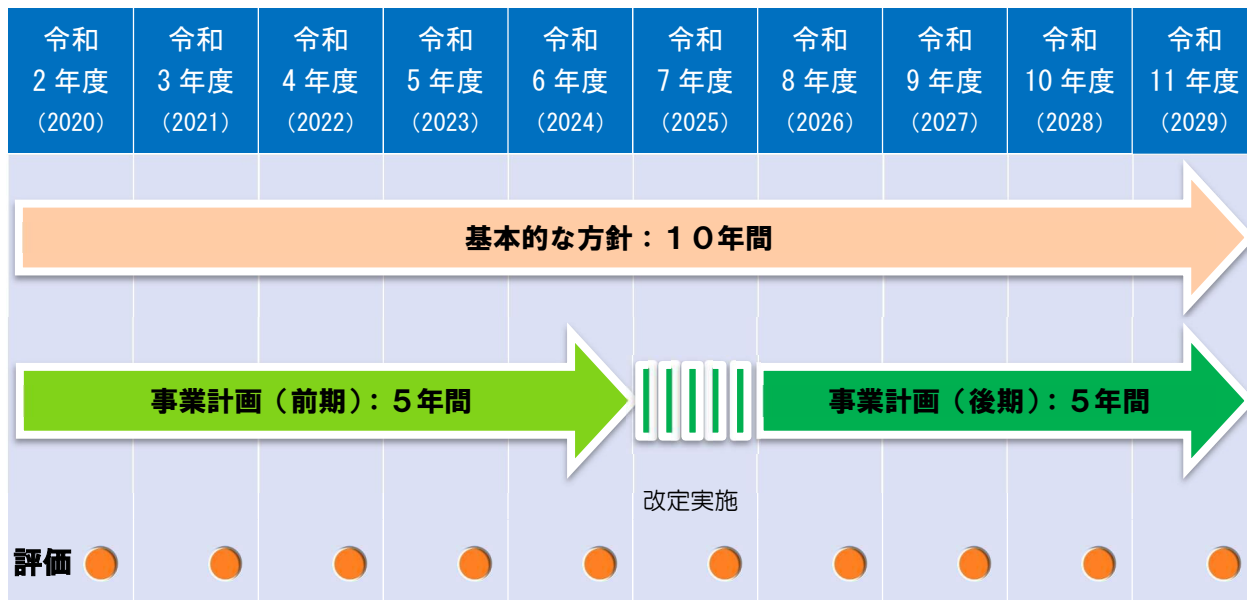 令和
2 年度
（2020）
令和
3 年度
（2021）
令和
4 年度
（2022）
令和
5 年度
（2023）
令和
6 年度
（2024）
令和
7 年度
（2025）
令和
8 年度
（2026）
令和
9 年度
（2027）
令和
10 年度
（2028）
令和
11 年度
（2029）
基本的な方針：１０年間
事業計画（前期）：５年間
事業計画（後期）：５年間
改定実施
評価